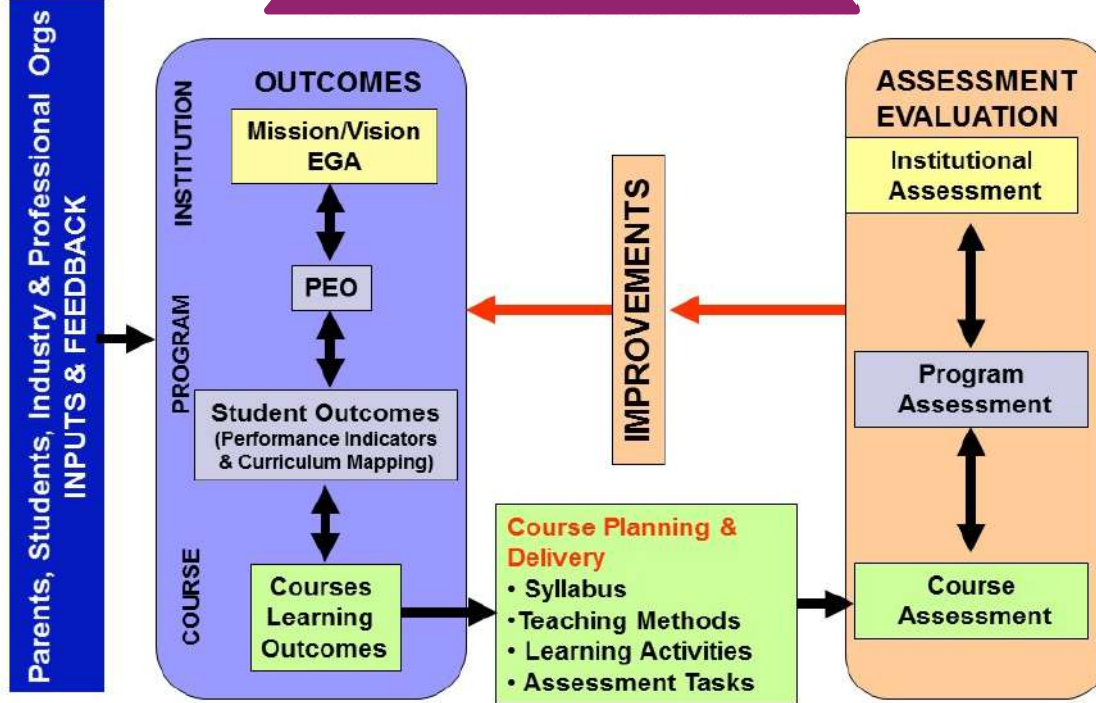 Parents, Students, Industry & Professional Orgs
INPUTS & FEEDBACK
OUTCOMES
INSTITUTION
Mission/Vision
EGA
PROGRAM
PEO
Student Outcomes
(Performance Indicators
& Curriculum Mapping)
COURSE
Courses
Learning
Outcomes
IMPROVEMENTS
Course Planning &
Delivery
• Syllabus
•Teaching Methods
• Learning Activities
• Assessment Tasks
ASSESSMENT
EVALUATION
Institutional
Assessment
Program
Assessment
Course
Assessment